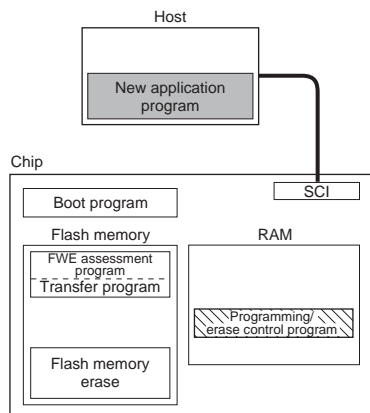 Host
New application
program
Chip
SCI
Boot program
Flash memory
FWE assessment
program
Transfer program
Flash memory
erase
RAM
Programming/
erase control program